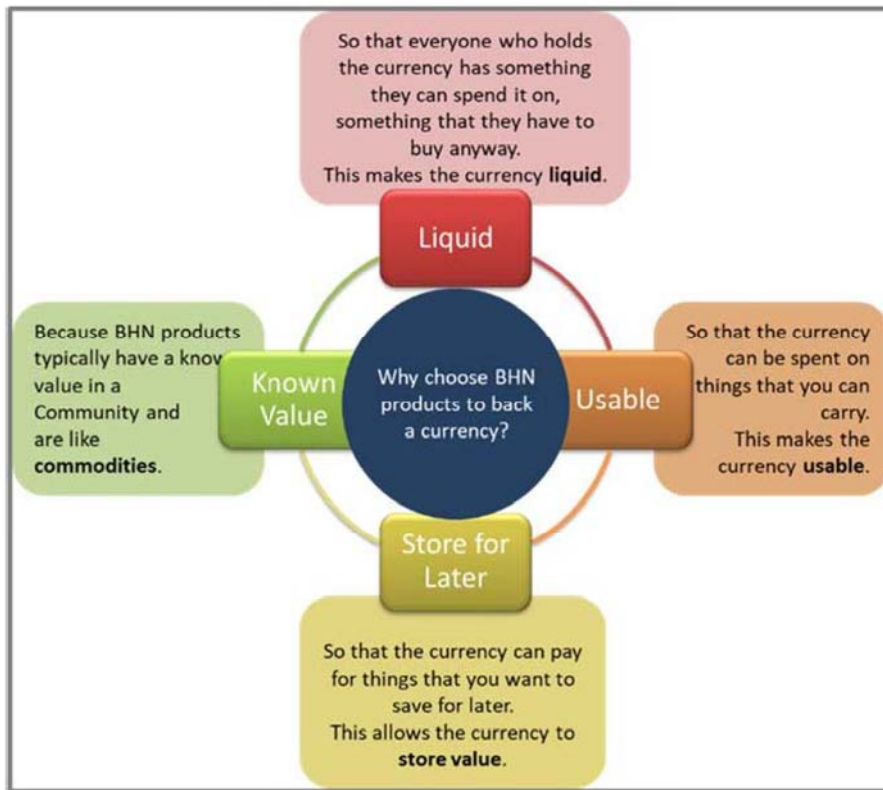 So that everyone who holds
the currency has something
they can spend it on,
something that they have to
buy anyway.
This makes the currency liquid.
Liquid
Because BHN products
typically have a know
value in a
Community and
are like
commodities.
Known
Value
Why choose BHN
products to back
a currency?
Usable
So that the currency
can be spent on
things that you can
carry.
This makes the
currency usable.
Store for
Later
So that the currency can pay
for things that you want to
save for later.
This allows the currency to
store value.